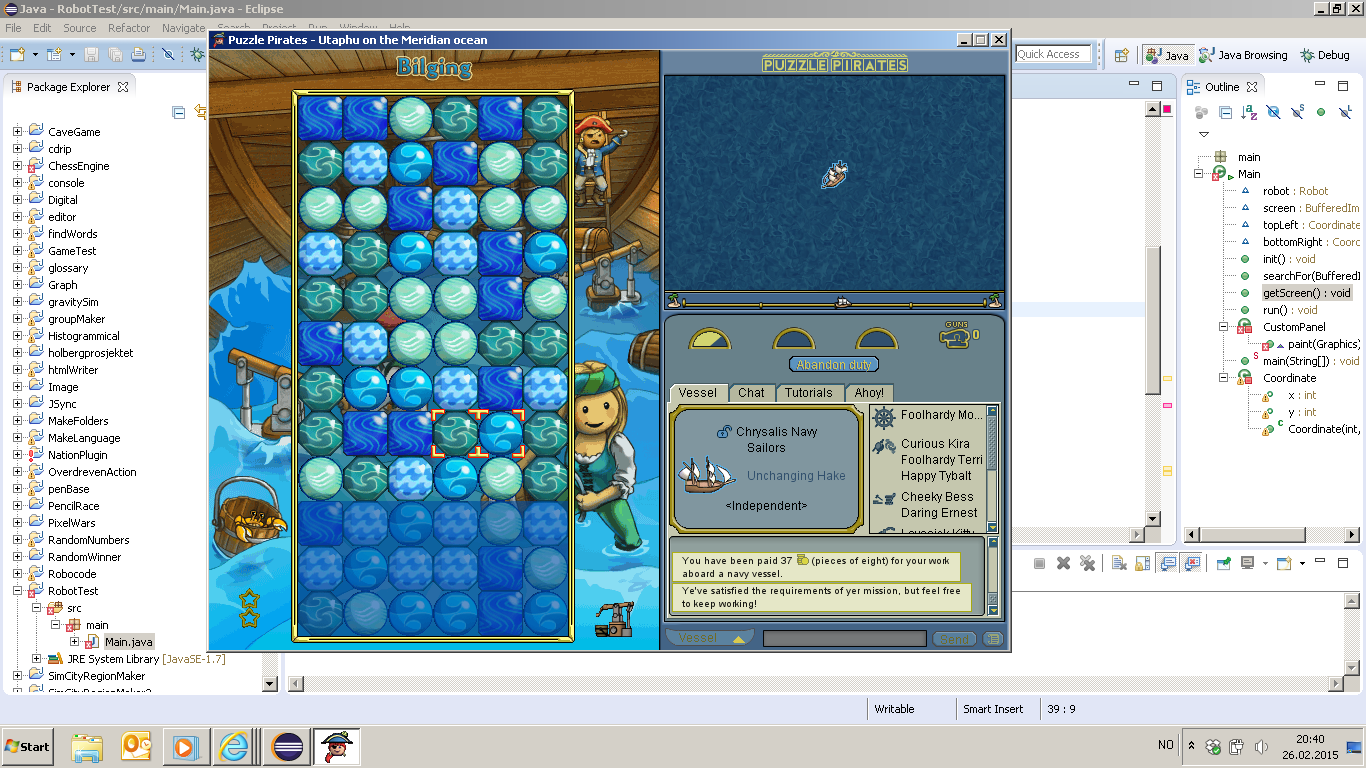 Java - RobotTest/src/main/Main.java - Eclipse
File Edit Source Refactor Navigate Search Project Run Window Help
Quick Access
Java
Java Browsing
Debug
Package Explorer
CaveGame
cdrip
ChessEngine
console
Digital
editor
findWords
GameTest
glossary
Graph
gravitySim
groupMaker
Histogrammical
holbergprosjektet
htmlWriter
Image
JSync
MakeFolders
MakeLanguage
NationPlugin
OverdrevenAction
penBase
PencilRace
PixelWars
RandomNumbers
RandomWinner
Robocode
RobotTest
src
main
Main.java
JRE System Library [JavaSE-1.7]
SimCityRegionMaker
SimCityRegionMaker2
Puzzle Pirates - Utaphu on the Meridian ocean
Bilging
PUZZLE PIRATES
GUNS
0
Abandon duty
Vessel Chat Tutorials Ahoy!
Chrysalis Navy
Sailors
Unchanging Hake
<Independent>
Foolhardy Mo...
Curious Kira
Foolhardy Terri
Happy Tybalt
Cheeky Bess
Daring Ernest
Lovesick Kitty
You have been paid 37 (pieces of eight) for your work
aboard a navy vessel.
Ye've satisfied the requirements of yer mission, but feel free
to keep working!
Vessel
Send
Outline
main
Main
robot : Robot
screen : BufferedIm
topLeft : Coordinate
bottomRight : Coorc
init() : void
searchFor(BufferedI
getScreen() : void
run() : void
CustomPanel
paint(Graphics)
main(String[]) : void
Coordinate
x : int
y : int
Coordinate(int,
Writable
Smart Insert
39 : 9
Start
NO
20:40
26.02.2015